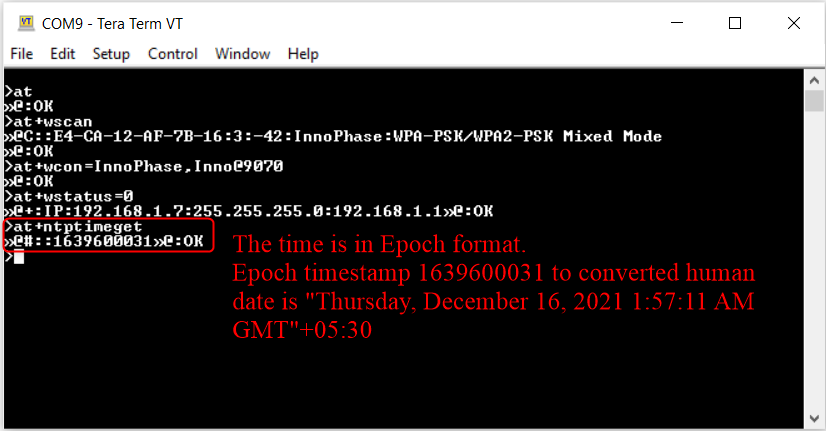 COM9 - Tera Term VT
File Edit Setup Control Window Help
>at
»@:OK
>at+wscan
»@C::E4-CA-12-AF-7B-16:3:-42:InnoPhase:WPA-PSK/WPA2-PSK Mixed Mode
»@:OK
>at+wcon=InnoPhase,Inno@9070
»@:OK
>at+wstatus=0
»@+:IP:192.168.1.7:255.255.255.0:192.168.1.1»@:OK
>at+ntptimeget
»@#::1639600031»@:OK
>
The time is in Epoch format.
Epoch timestamp 1639600031 to converted human
date is "Thursday, December 16, 2021 1:57:11 AM
GMT"+05:30